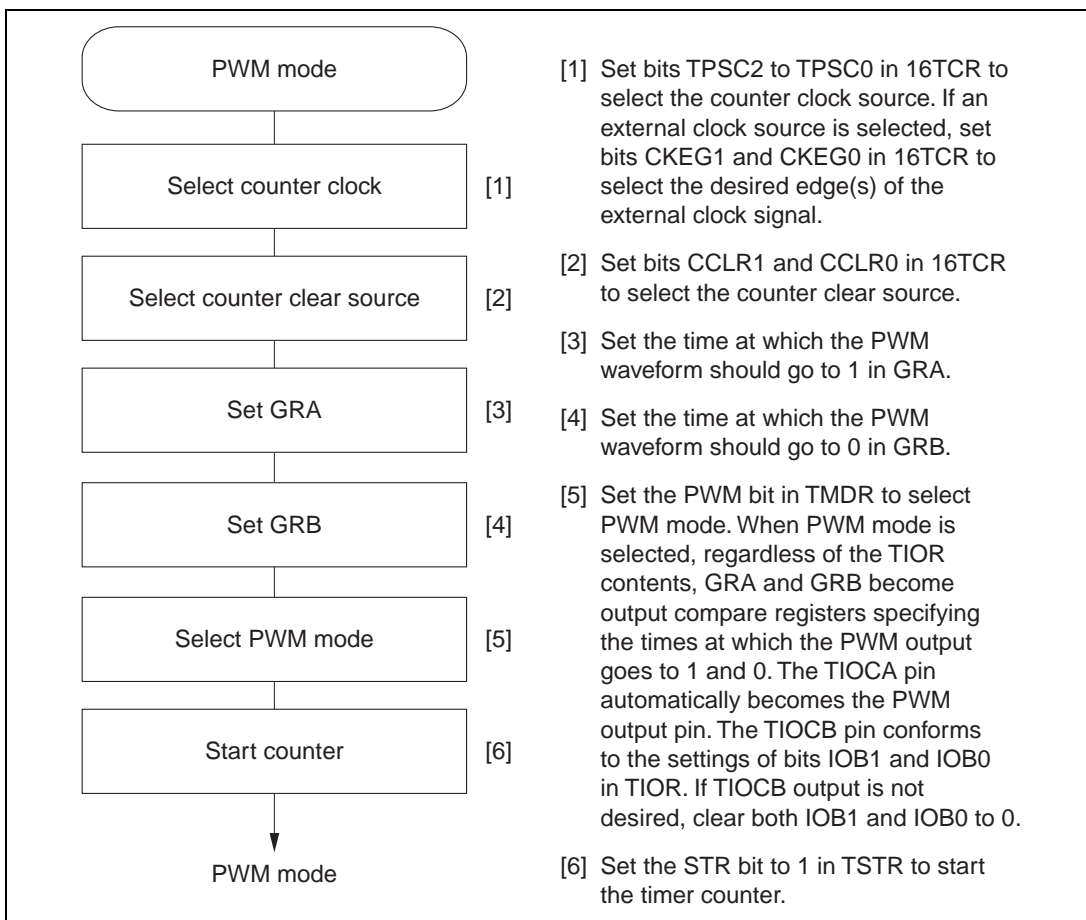 PWM mode
Select counter clock [1]
Select counter clear source [2]
Set GRA [3]
Set GRB [4]
Select PWM mode [5]
Start counter [6]
PWM mode
[1] Set bits TPSC2 to TPSC0 in 16TCR to
select the counter clock source. If an
external clock source is selected, set
bits CKEG1 and CKEG0 in 16TCR to
select the desired edge(s) of the
external clock signal.
[2] Set bits CCLR1 and CCLR0 in 16TCR
to select the counter clear source.
[3] Set the time at which the PWM
waveform should go to 1 in GRA.
[4] Set the time at which the PWM
waveform should go to 0 in GRB.
[5] Set the PWM bit in TMDR to select
PWM mode. When PWM mode is
selected, regardless of the TIOR
contents, GRA and GRB become
output compare registers specifying
the times at which the PWM output
goes to 1 and 0. The TIOCA pin
automatically becomes the PWM
output pin. The TIOCB pin conforms
to the settings of bits IOB1 and IOB0
in TIOR. If TIOCB output is not
desired, clear both IOB1 and IOB0 to 0.
[6] Set the STR bit to 1 in TSTR to start
the timer counter.